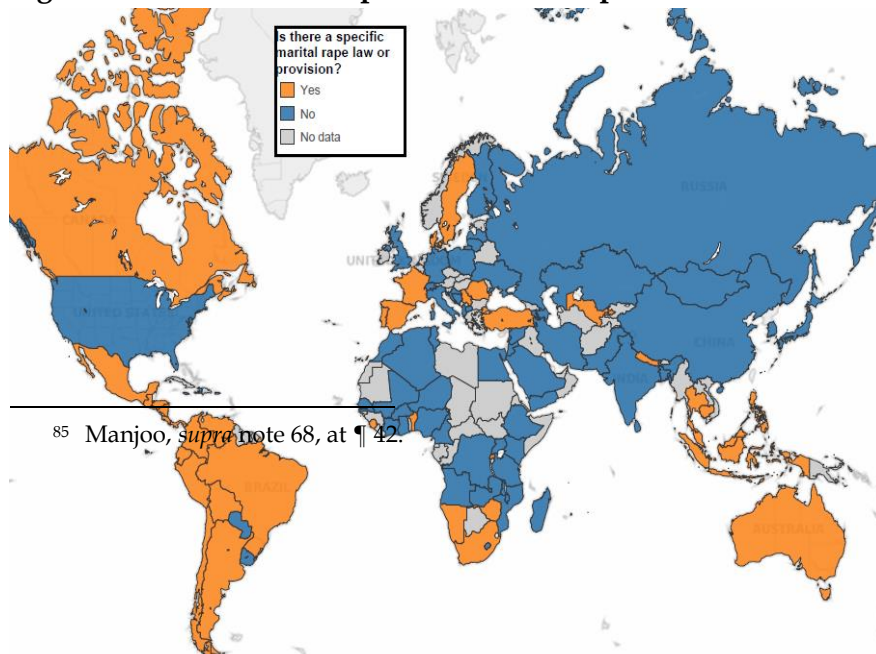 Is there a specific
marital rape law or
provision?
Yes
No
No data
CANADA
RUSSIA
UNITED STATES
CHINA
INDIA
BRAZIL
AUSTRALIA
85 Manjoo, supra note 68, at ¶ 42.